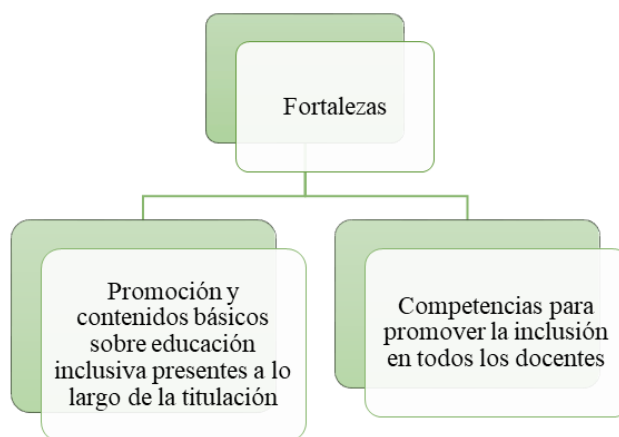 Fortalezas
Promoción y
contenidos básicos
sobre educación
inclusiva presentes a lo
largo de la titulación
Competencias para
promover la inclusión
en todos los docentes